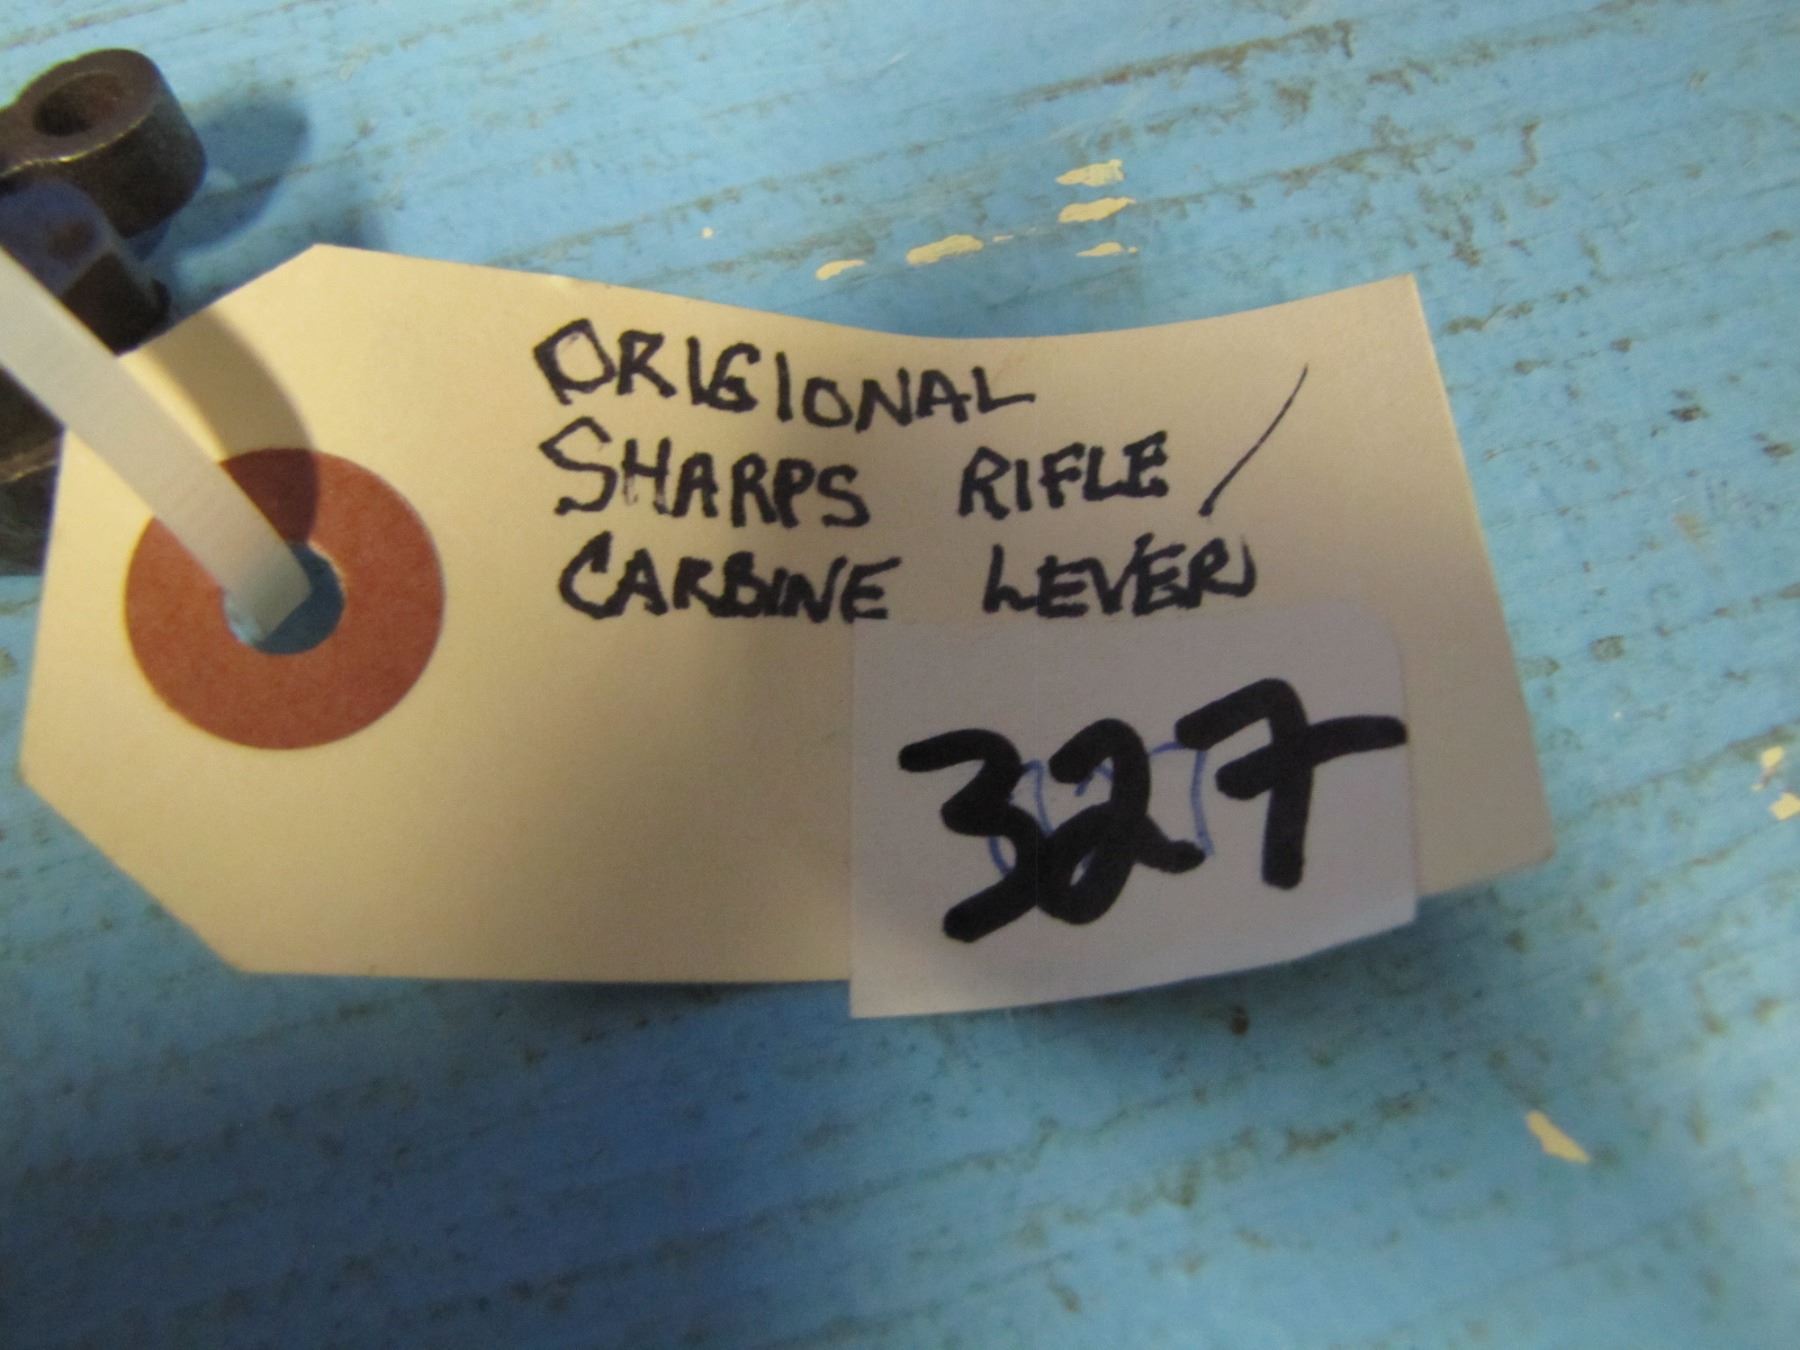 ORIGIONAL
SHARPS RIFLE /
CARBINE LEVER
327